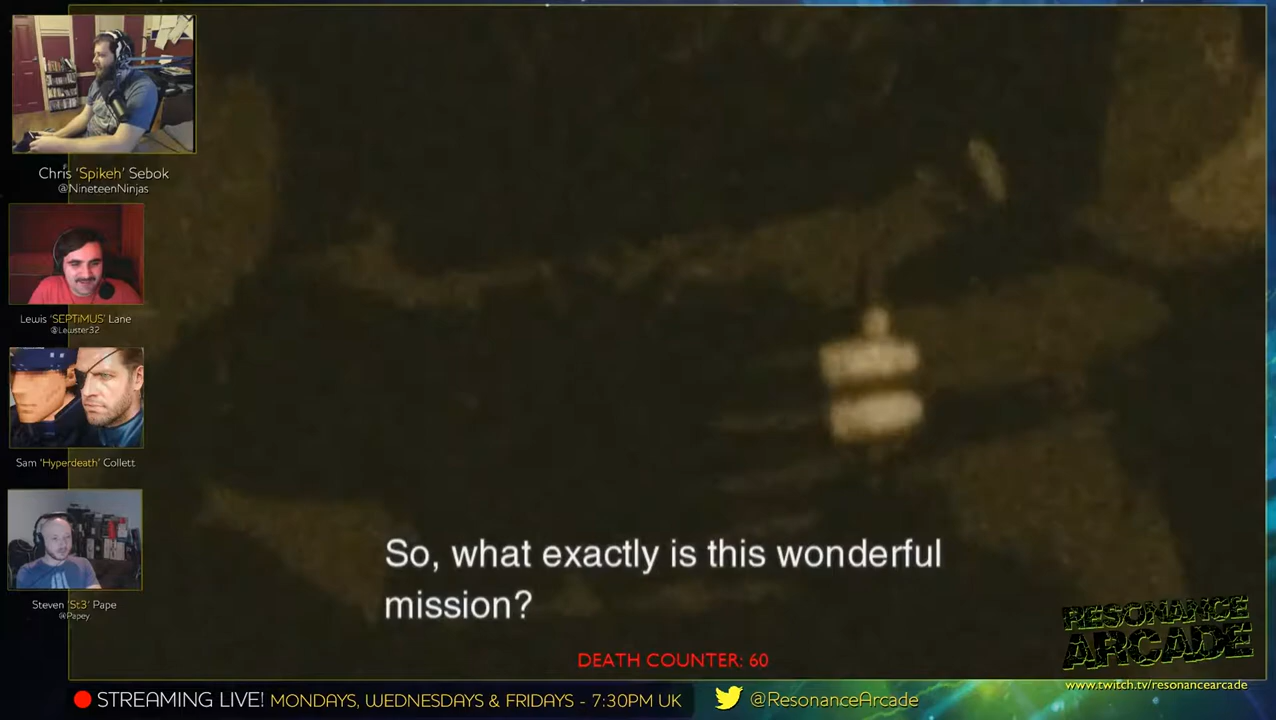 Chris 'Spikeh' Sebok
@NineteenNinjas
Lewis 'SEPTiMUS' Lane
@Lewster32
Sam 'Hyperdeath' Collett
Steven 'St3' Pape
@Papey
So, what exactly is this wonderful
mission?
DEATH COUNTER: 60
RESONANCE
ARCADE
www.twitch.tv/resonancearcade
STREAMING LIVE! MONDAYS, WEDNESDAYS & FRIDAYS - 7:30PM UK
@ResonanceArcade